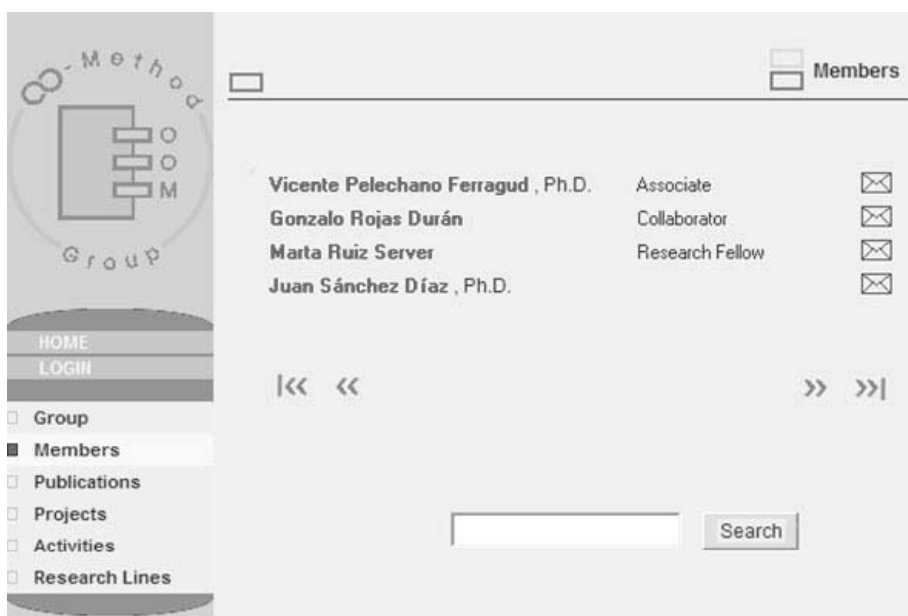 OO-Method
O
O
M
Group
HOME
LOGIN
Group
Members
Publications
Projects
Activities
Research Lines
Members
Vicente Pelechano Ferragud , Ph.D. Associate
Gonzalo Rojas Durán Collaborator
Marta Ruiz Server Research Fellow
Juan Sánchez Díaz , Ph.D.
|<< <<
>> >>|
Search